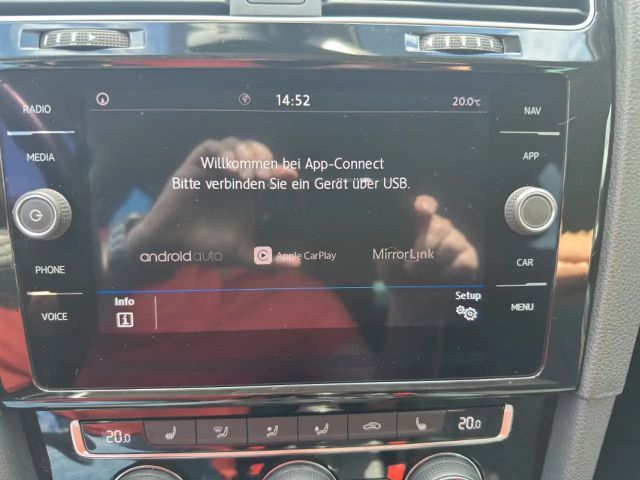 RADIO
14:52
20.0°C
NAV
MEDIA
Willkommen bei App-Connect
APP
Bitte verbinden Sie ein Gerät über USB.
androidauto
Apple CarPlay
MirrorLink
PHONE
CAR
VOICE
Info
Setup
MENU
20.0
20.0